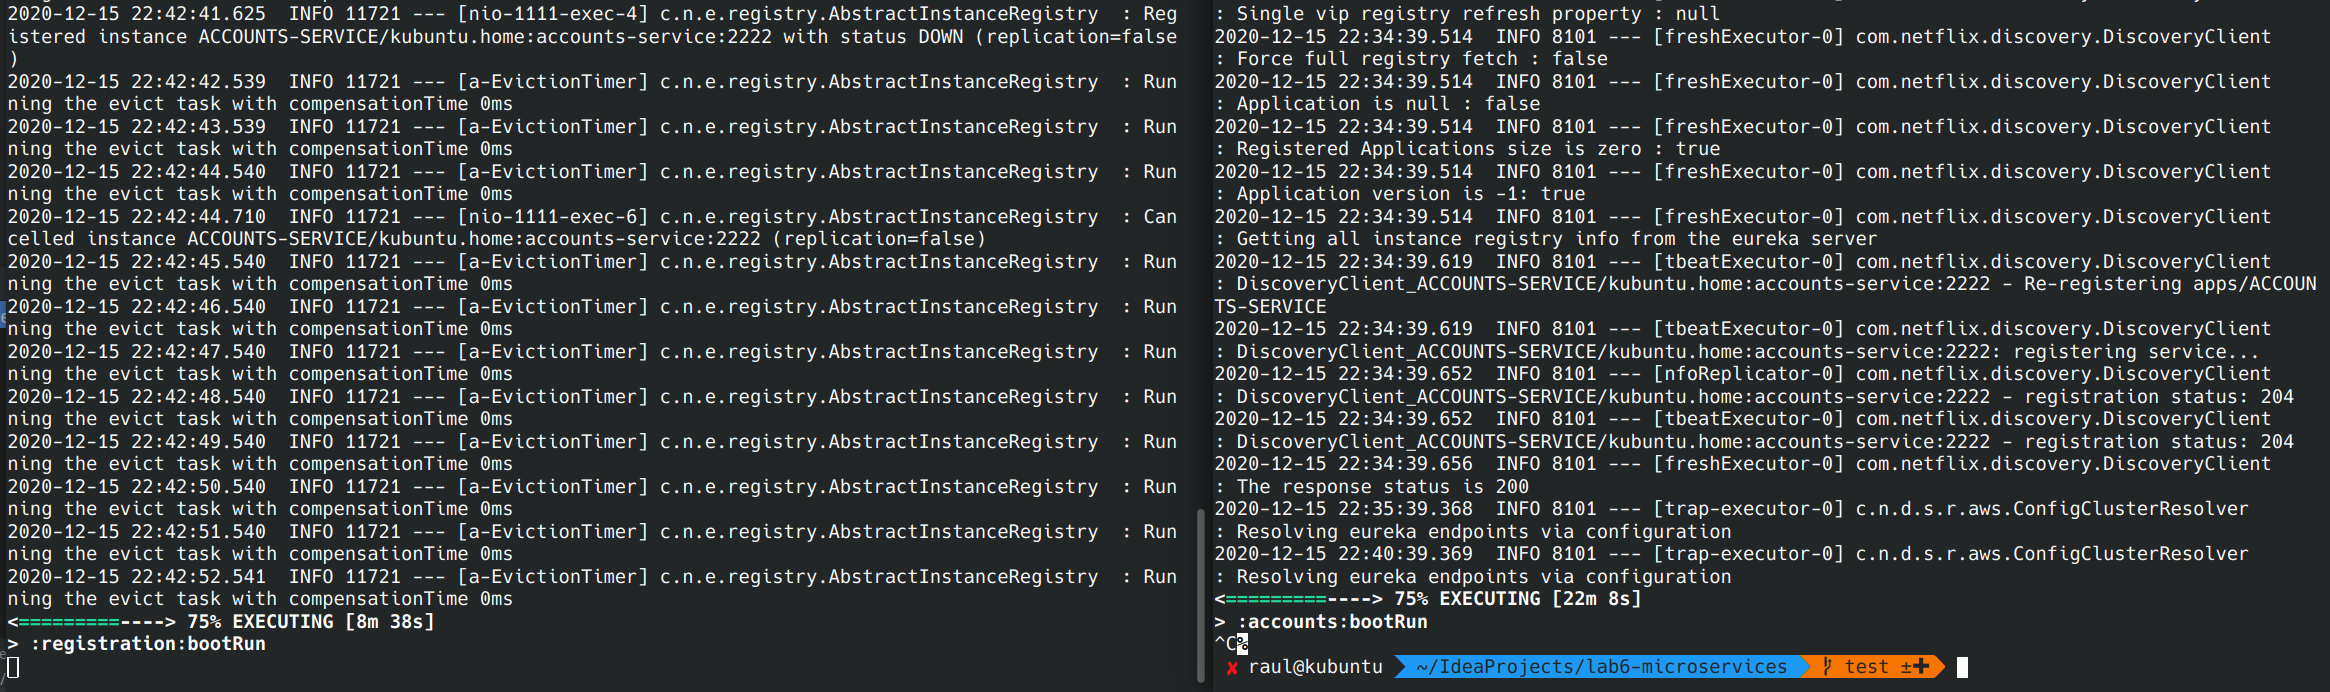 2020-12-15 22:42:41.625  INFO 11721 --- [nio-1111-exec-4] c.n.e.registry.AbstractInstanceRegistry  : Reg
istered instance ACCOUNTS-SERVICE/kubuntu.home:accounts-service:2222 with status DOWN (replication=false
)
2020-12-15 22:42:42.539  INFO 11721 --- [a-EvictionTimer] c.n.e.registry.AbstractInstanceRegistry  : Run
ning the evict task with compensationTime 0ms
2020-12-15 22:42:43.539  INFO 11721 --- [a-EvictionTimer] c.n.e.registry.AbstractInstanceRegistry  : Run
ning the evict task with compensationTime 0ms
2020-12-15 22:42:44.540  INFO 11721 --- [a-EvictionTimer] c.n.e.registry.AbstractInstanceRegistry  : Run
ning the evict task with compensationTime 0ms
2020-12-15 22:42:44.710  INFO 11721 --- [nio-1111-exec-6] c.n.e.registry.AbstractInstanceRegistry  : Can
celled instance ACCOUNTS-SERVICE/kubuntu.home:accounts-service:2222 (replication=false)
2020-12-15 22:42:45.540  INFO 11721 --- [a-EvictionTimer] c.n.e.registry.AbstractInstanceRegistry  : Run
ning the evict task with compensationTime 0ms
2020-12-15 22:42:46.540  INFO 11721 --- [a-EvictionTimer] c.n.e.registry.AbstractInstanceRegistry  : Run
ning the evict task with compensationTime 0ms
2020-12-15 22:42:47.540  INFO 11721 --- [a-EvictionTimer] c.n.e.registry.AbstractInstanceRegistry  : Run
ning the evict task with compensationTime 0ms
2020-12-15 22:42:48.540  INFO 11721 --- [a-EvictionTimer] c.n.e.registry.AbstractInstanceRegistry  : Run
ning the evict task with compensationTime 0ms
2020-12-15 22:42:49.540  INFO 11721 --- [a-EvictionTimer] c.n.e.registry.AbstractInstanceRegistry  : Run
ning the evict task with compensationTime 0ms
2020-12-15 22:42:50.540  INFO 11721 --- [a-EvictionTimer] c.n.e.registry.AbstractInstanceRegistry  : Run
ning the evict task with compensationTime 0ms
2020-12-15 22:42:51.540  INFO 11721 --- [a-EvictionTimer] c.n.e.registry.AbstractInstanceRegistry  : Run
ning the evict task with compensationTime 0ms
2020-12-15 22:42:52.541  INFO 11721 --- [a-EvictionTimer] c.n.e.registry.AbstractInstanceRegistry  : Run
ning the evict task with compensationTime 0ms
<=========----> 75% EXECUTING [8m 38s]
> :registration:bootRun
: Single vip registry refresh property : null
2020-12-15 22:34:39.514  INFO 8101 --- [freshExecutor-0] com.netflix.discovery.DiscoveryClient
: Force full registry fetch : false
2020-12-15 22:34:39.514  INFO 8101 --- [freshExecutor-0] com.netflix.discovery.DiscoveryClient
: Application is null : false
2020-12-15 22:34:39.514  INFO 8101 --- [freshExecutor-0] com.netflix.discovery.DiscoveryClient
: Registered Applications size is zero : true
2020-12-15 22:34:39.514  INFO 8101 --- [freshExecutor-0] com.netflix.discovery.DiscoveryClient
: Application version is -1: true
2020-12-15 22:34:39.514  INFO 8101 --- [freshExecutor-0] com.netflix.discovery.DiscoveryClient
: Getting all instance registry info from the eureka server
2020-12-15 22:34:39.619  INFO 8101 --- [tbeatExecutor-0] com.netflix.discovery.DiscoveryClient
: DiscoveryClient_ACCOUNTS-SERVICE/kubuntu.home:accounts-service:2222 - Re-registering apps/ACCOUN
TS-SERVICE
2020-12-15 22:34:39.619  INFO 8101 --- [tbeatExecutor-0] com.netflix.discovery.DiscoveryClient
: DiscoveryClient_ACCOUNTS-SERVICE/kubuntu.home:accounts-service:2222: registering service...
2020-12-15 22:34:39.652  INFO 8101 --- [nfoReplicator-0] com.netflix.discovery.DiscoveryClient
: DiscoveryClient_ACCOUNTS-SERVICE/kubuntu.home:accounts-service:2222 - registration status: 204
2020-12-15 22:34:39.652  INFO 8101 --- [tbeatExecutor-0] com.netflix.discovery.DiscoveryClient
: DiscoveryClient_ACCOUNTS-SERVICE/kubuntu.home:accounts-service:2222 - registration status: 204
2020-12-15 22:34:39.656  INFO 8101 --- [freshExecutor-0] com.netflix.discovery.DiscoveryClient
: The response status is 200
2020-12-15 22:35:39.368  INFO 8101 --- [trap-executor-0] c.n.d.s.r.aws.ConfigClusterResolver
: Resolving eureka endpoints via configuration
2020-12-15 22:40:39.369  INFO 8101 --- [trap-executor-0] c.n.d.s.r.aws.ConfigClusterResolver
: Resolving eureka endpoints via configuration
<=========----> 75% EXECUTING [22m 8s]
> :accounts:bootRun
^C%
✘ raul@kubuntu ~/IdeaProjects/lab6-microservices test ±✚